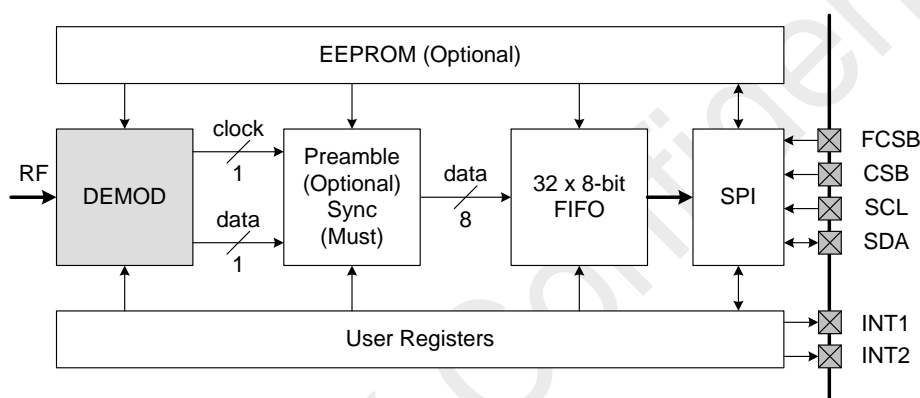 EEPROM (Optional)
RF
DEMOD
clock
1
data
1
Preamble
(Optional)
Sync
(Must)
data
8
32 x 8-bit
FIFO
SPI
FCSB
CSB
SCL
SDA
User Registers
INT1
INT2